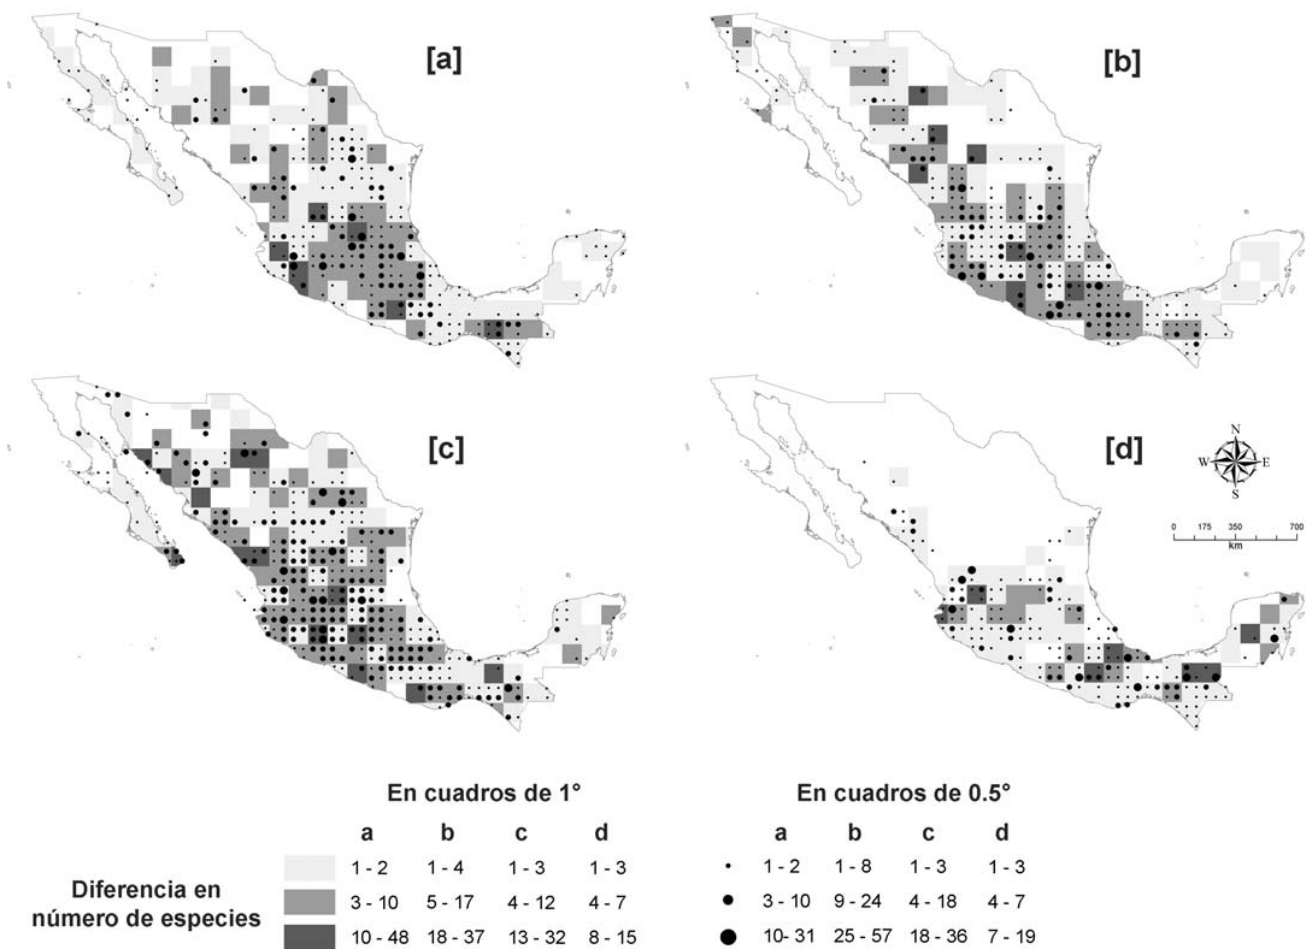 [a]
[b]
[c]
[d]
N
W E
S
0 175 350 700
km
En cuadros de 1°
En cuadros de 0.5°
a b c d
a b c d
1 - 2 1 - 4 1 - 3 1 - 3
1 - 2 1 - 8 1 - 3 1 - 3
Diferencia en
número de especies
3 - 10 5 - 17 4 - 12 4 - 7
3 - 10 9 - 24 4 - 18 4 - 7
10 - 48 18 - 37 13 - 32 8 - 15
10- 31 25 - 57 18 - 36 7 - 19